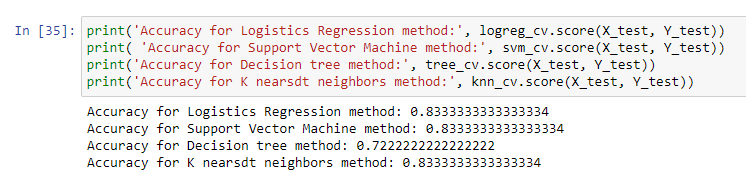 In [35]: print('Accuracy for Logistics Regression method:', logreg_cv.score(X_test, Y_test))
print( 'Accuracy for Support Vector Machine method:', svm_cv.score(X_test, Y_test))
print('Accuracy for Decision tree method:', tree_cv.score(X_test, Y_test))
print('Accuracy for K nearsdt neighbors method:', knn_cv.score(X_test, Y_test))
Accuracy for Logistics Regression method: 0.8333333333333334
Accuracy for Support Vector Machine method: 0.8333333333333334
Accuracy for Decision tree method: 0.7222222222222222
Accuracy for K nearsdt neighbors method: 0.8333333333333334